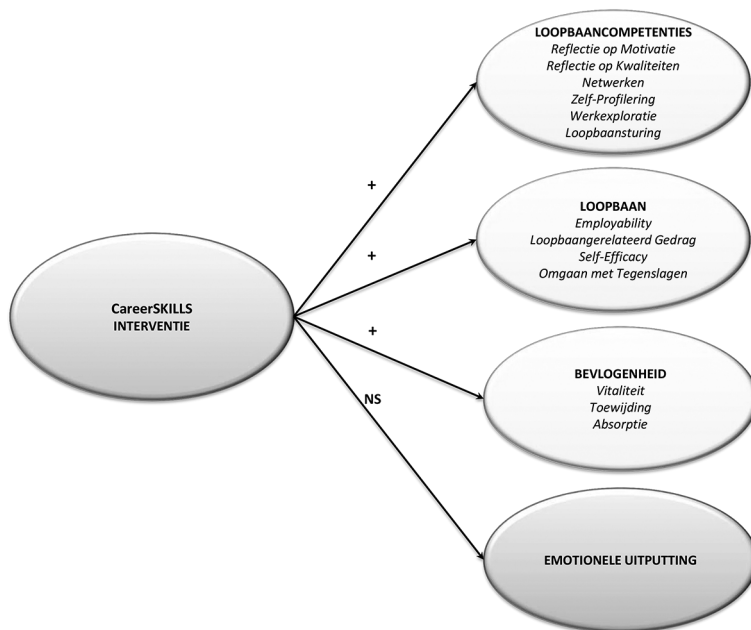 LOOPBAANCOMPETENTIES
Reflectie op Motivatie
Reflectie op Kwaliteiten
Netwerken
Zelf-Profilering
Werkexploratie
Loopbaansturing
+
LOOPBAAN
Employability
Loopbaangerelateerd Gedrag
Self-Efficacy
Omgaan met Tegenslagen
+
CareerSKILLS
INTERVENTIE
+
BEVLOGENHEID
Vitaliteit
Toewijding
Absorptie
NS
EMOTIONELE UITPUTTING